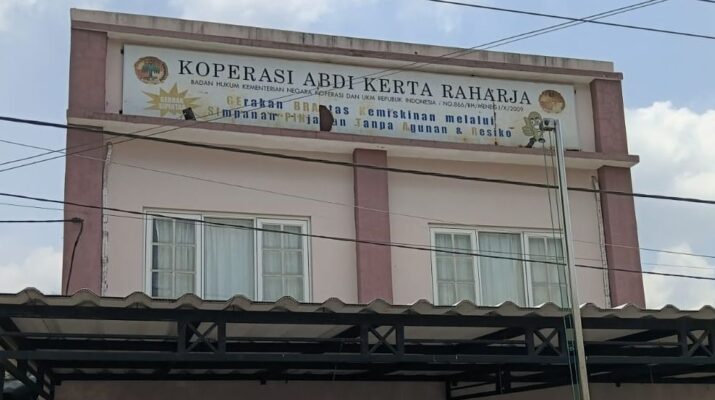 KOPERASI ABDI KERTA RAHARJA
BADAN HUKUM KEMENTERIAN NEGARA KOPERASI DAN UKM REPUBLIK INDONESIA / NO.866/BH/MENEG.I/X/2009
GERRAK
GErakan BRAntas Kemiskinan melalui
SImpanan PINjaman Tanpa Agunan & Resiko